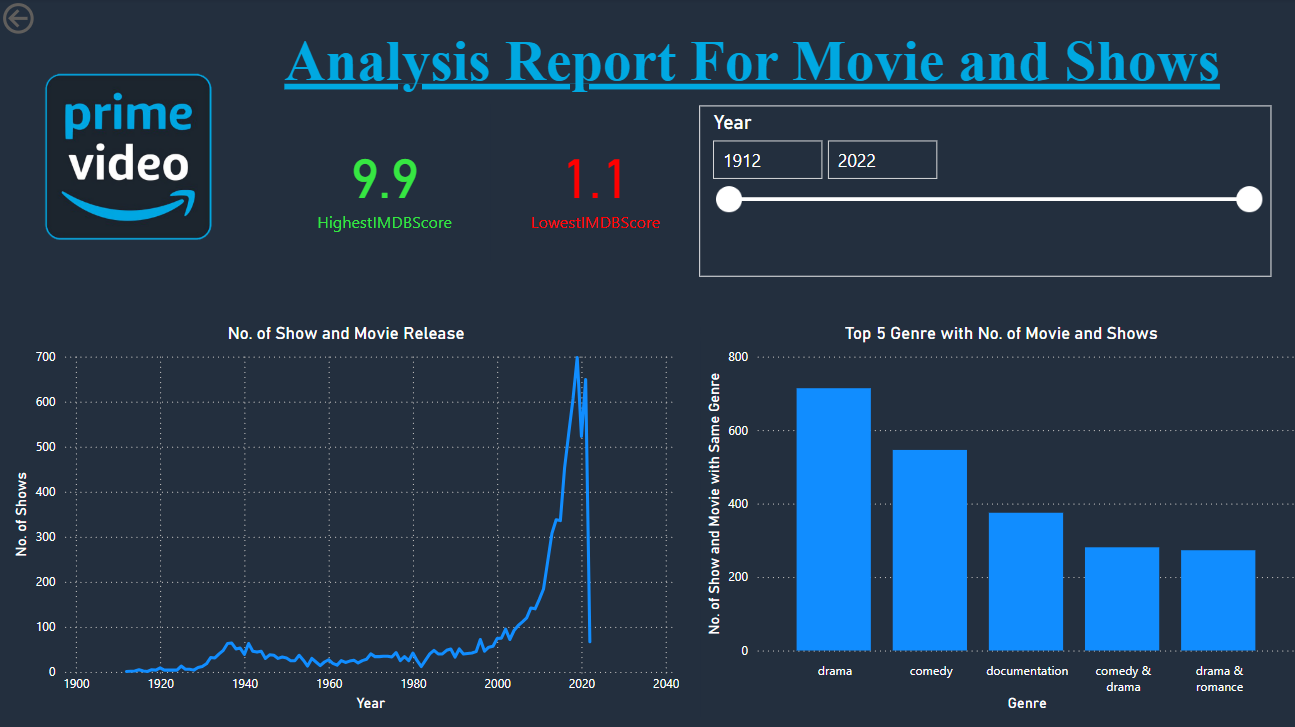 Analysis Report For Movie and Shows
prime
video
9.9
HighestIMDBScore
1.1
LowestIMDBScore
Year
1912
2022
No. of Show and Movie Release
No. of Shows
700
600
500
400
300
200
100
0
1900
1920
1940
1960
1980
2000
2020
2040
Year
Top 5 Genre with No. of Movie and Shows
No. of Show and Movie with Same Genre
800
600
400
200
0
drama
comedy
documentation
comedy &
drama
drama &
romance
Genre